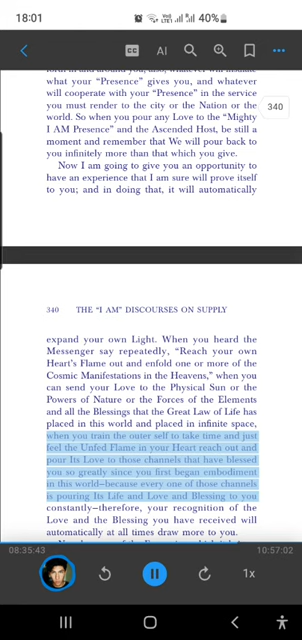 18:01
40%
CC
AI
form in and around you; also, whatever will insulate
what your “Presence” gives you, and whatever
will cooperate with your “Presence” in the service
you must render to the city or the Nation or the
world. So when you pour any Love to the “Mighty
I AM Presence” and the Ascended Host, be still a
moment and remember that We will pour back to
you infinitely more than that which you give.
340
Now I am going to give you an opportunity to
have an experience that I am sure will prove itself
to you; and in doing that, it will automatically
340 THE “I AM” DISCOURSES ON SUPPLY
expand your own Light. When you heard the
Messenger say repeatedly, “Reach your own
Heart’s Flame out and enfold one or more of the
Cosmic Manifestations in the Heavens,” when you
can send your Love to the Physical Sun or the
Powers of Nature or the Forces of the Elements
and all the Blessings that the Great Law of Life has
placed in this world and placed in infinite space,
when you train the outer self to take time and just
feel the Unfed Flame in your Heart reach out and
pour Its Love to those channels that have blessed
you so greatly since you first began embodiment
in this world—because every one of those channels
is pouring Its Life and Love and Blessing to you
constantly—therefore, your recognition of the
Love and the Blessing you have received will
automatically at all times draw more to you.
08:35:43
10:57:02
1x